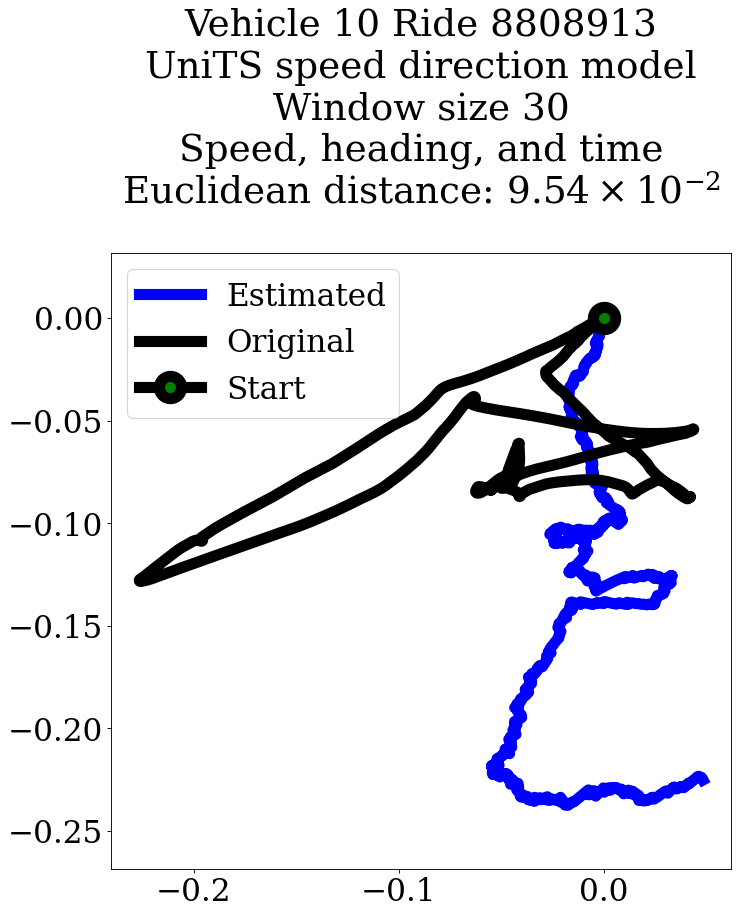 Vehicle 10 Ride 8808913
UniTS speed direction model
Window size 30
Speed, heading, and time
Euclidean distance: 9.54 × 10⁻²
Estimated
Original
Start
0.00
−0.05
−0.10
−0.15
−0.20
−0.25
−0.2
−0.1
0.0